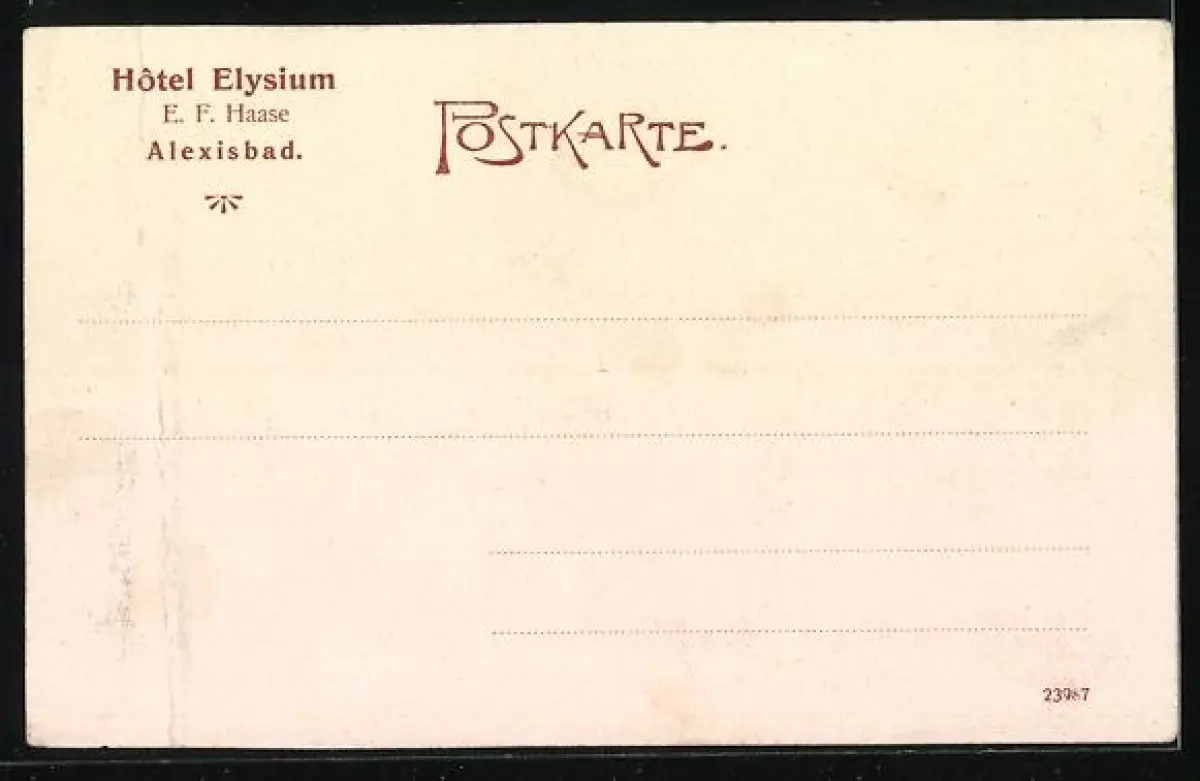 Hôtel Elysium
E. F. Haase
Alexisbad.
POSTKARTE.
23987